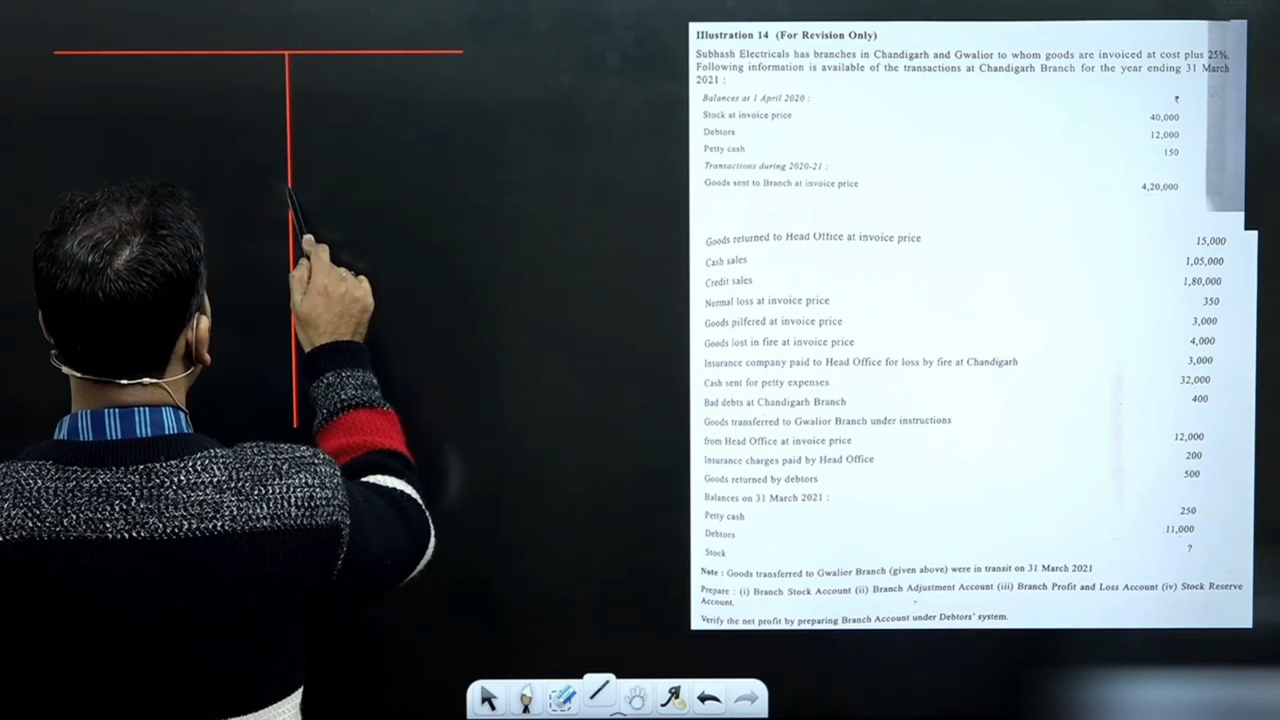 Illustration 14 (For Revision Only)
Subhash Electricals has branches in Chandigarh and Gwalior to whom goods are invoiced at cost plus 25%.
Following information is available of the transactions at Chandigarh Branch for the year ending 31 March
2021 :
Balances at 1 April 2020 : ₹
Stock at invoice price 40,000
Debtors 12,000
Petty cash 150
Transactions during 2020-21 :
Goods sent to Branch at invoice price 4,20,000
Goods returned to Head Office at invoice price 15,000
Cash sales 1,05,000
Credit sales 1,80,000
Normal loss at invoice price 350
Goods pilfered at invoice price 3,000
Goods lost in fire at invoice price 4,000
Insurance company paid to Head Office for loss by fire at Chandigarh 3,000
Cash sent for petty expenses 32,000
Bad debts at Chandigarh Branch 400
Goods transferred to Gwalior Branch under instructions
from Head Office at invoice price 12,000
Insurance charges paid by Head Office 200
Goods returned by debtors 500
Balances on 31 March 2021 :
Petty cash 250
Debtors 11,000
Stock ?
Note : Goods transferred to Gwalior Branch (given above) were in transit on 31 March 2021
Prepare : (i) Branch Stock Account (ii) Branch Adjustment Account (iii) Branch Profit and Loss Account (iv) Stock Reserve
Account.
Verify the net profit by preparing Branch Account under Debtors' system.